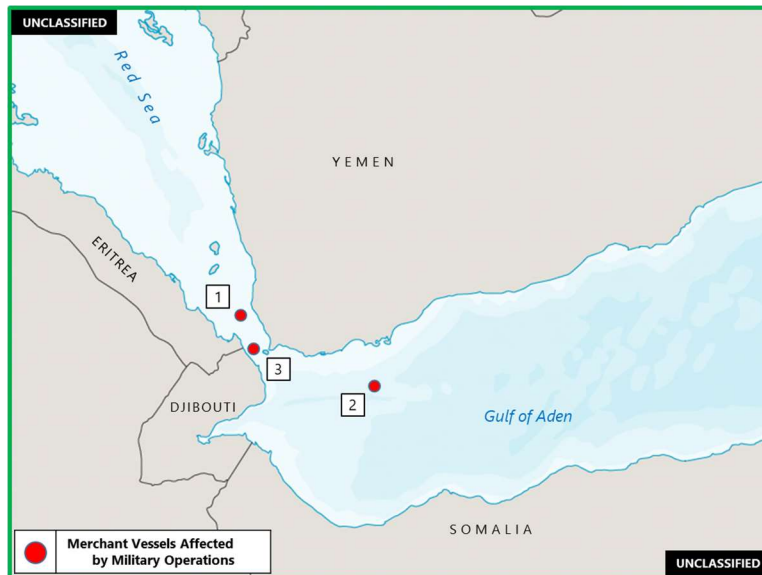 UNCLASSIFIED
Red Sea
YEMEN
ERITREA
1
3
DJIBOUTI
2
Gulf of Aden
SOMALIA
Merchant Vessels Affected
by Military Operations
UNCLASSIFIED